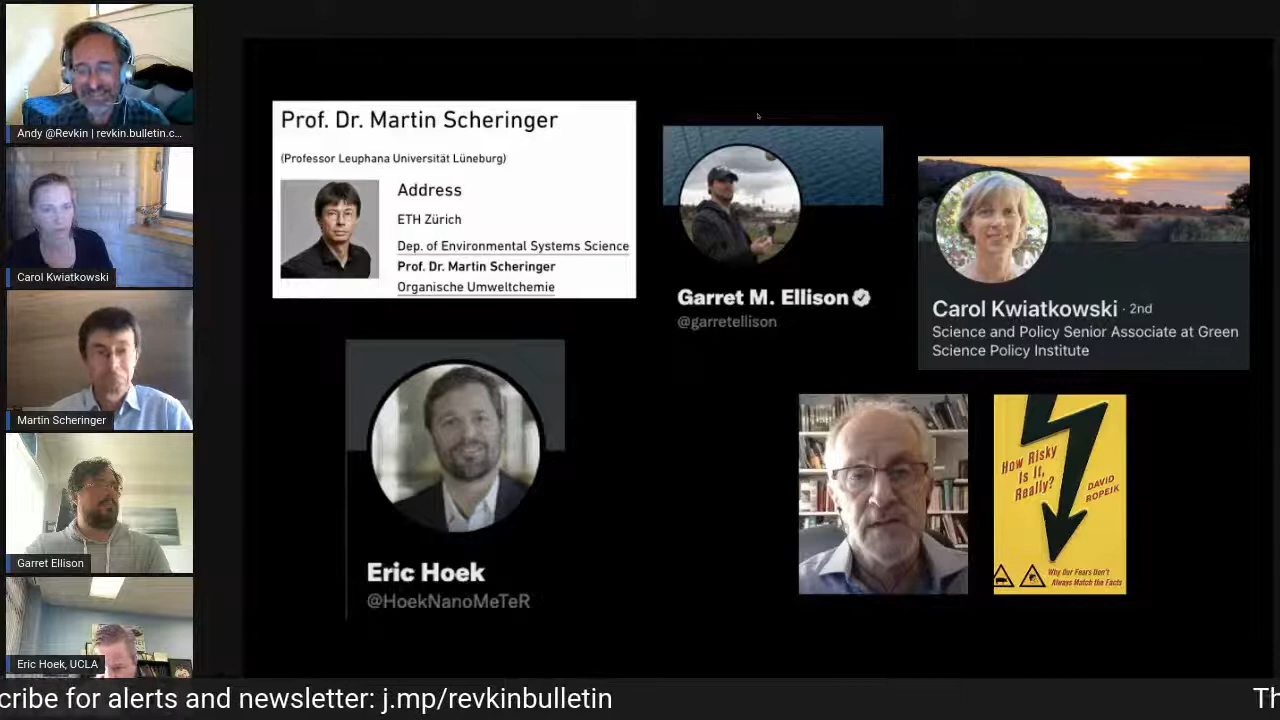 Andy @Revkin | revkin.bulletin.c...
Carol Kwiatkowski
Martin Scheringer
Garret Ellison
Eric Hoek, UCLA
Prof. Dr. Martin Scheringer
(Professor Leuphana Universität Lüneburg)
Address
ETH Zürich
Dep. of Environmental Systems Science
Prof. Dr. Martin Scheringer
Organische Umweltchemie
Garret M. Ellison
@garretellison
Carol Kwiatkowski · 2nd
Science and Policy Senior Associate at Green
Science Policy Institute
Eric Hoek
@HoekNanoMeTeR
How Risky
Is It,
Really?
DAVID
ROPEIK
Why Our Fears Don't
Always Match the Facts
cribe for alerts and newsletter: j.mp/revkinbulletin
Th